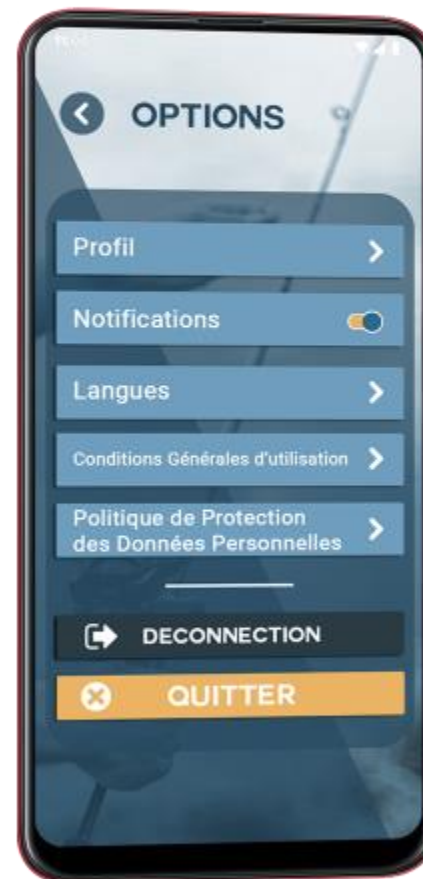 OPTIONS
Profil
Notifications
Langues
Conditions Générales d'utilisation
Politique de Protection
des Données Personnelles
DECONNECTION
QUITTER